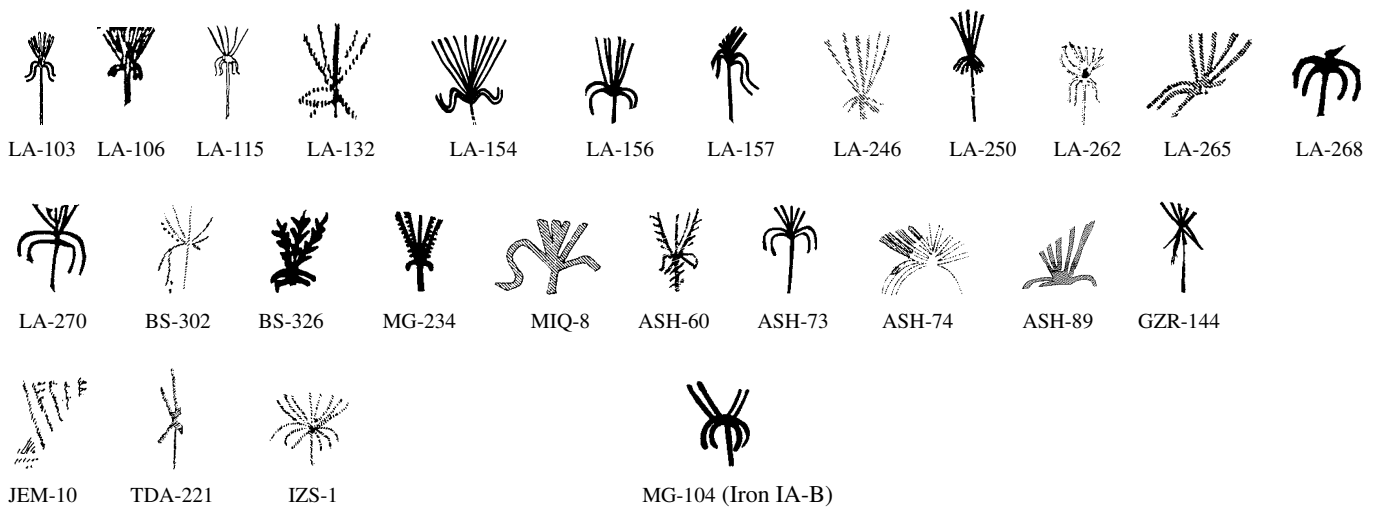 LA-103 LA-106 LA-115 LA-132 LA-154 LA-156 LA-157 LA-246 LA-250 LA-262 LA-265 LA-268
LA-270 BS-302 BS-326 MG-234 MIQ-8 ASH-60 ASH-73 ASH-74 ASH-89 GZR-144
JEM-10 TDA-221 IZS-1 MG-104 (Iron IA-B)